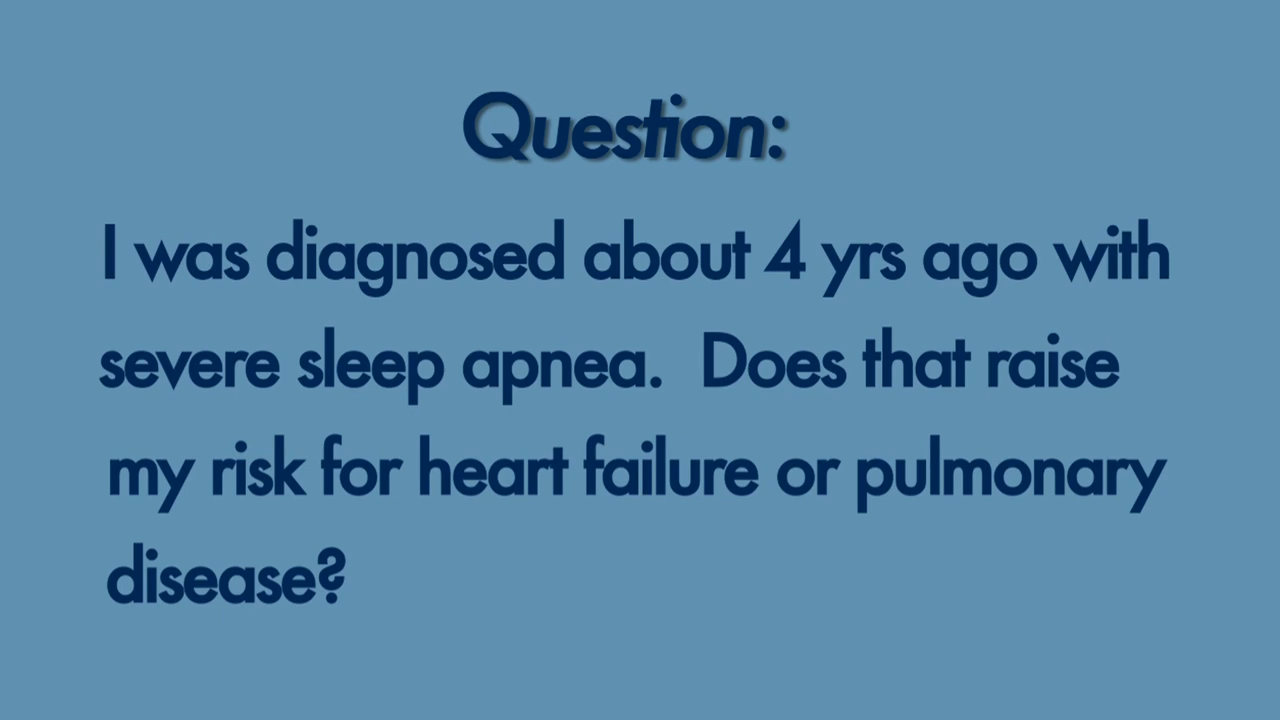 Question:
I was diagnosed about 4 yrs ago with
severe sleep apnea.  Does that raise
my risk for heart failure or pulmonary
disease?